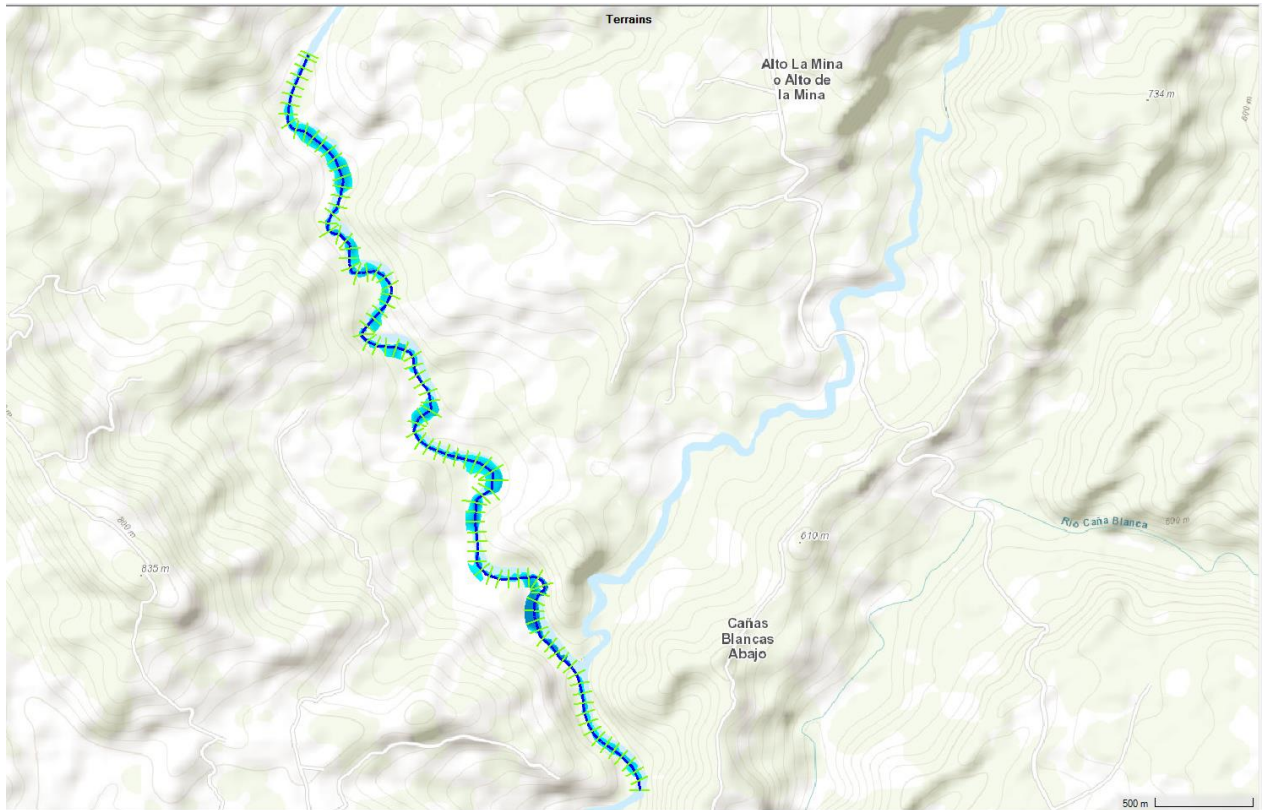 Terrains
Alto La Mina
o Alto de
la Mina
734 m
800 m
Río Caña Blanca
800 m
610 m
800 m
835 m
Cañas
Blancas
Abajo
500 m